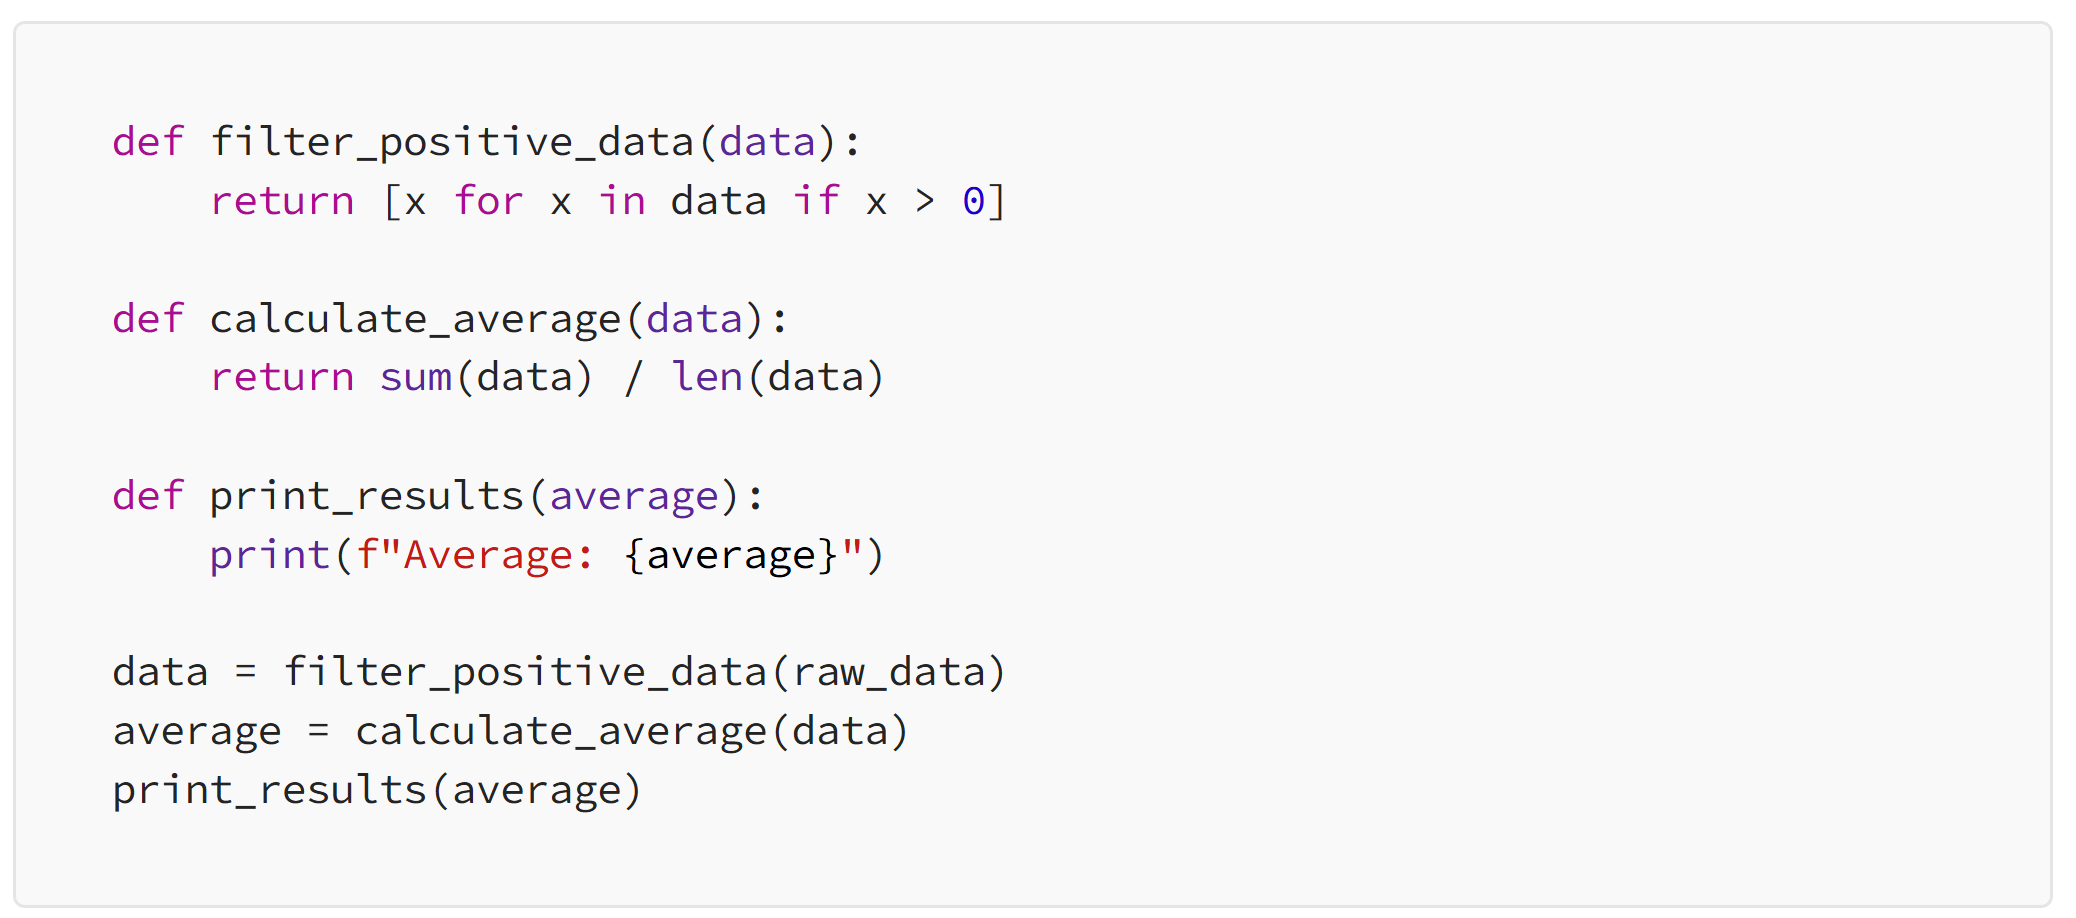 def filter_positive_data(data):
    return [x for x in data if x > 0]

def calculate_average(data):
    return sum(data) / len(data)

def print_results(average):
    print(f"Average: {average}")

data = filter_positive_data(raw_data)
average = calculate_average(data)
print_results(average)